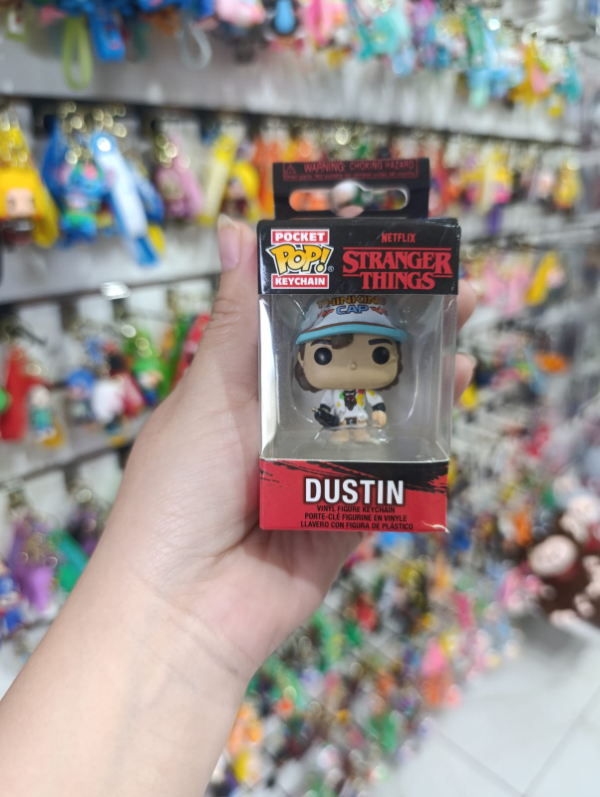 WARNING: CHOKING HAZARD
POCKET
POP!®
KEYCHAIN
NETFLIX
STRANGER
THINGS
THINKING
CAP
DUSTIN
VINYL FIGURE KEYCHAIN
PORTE-CLÉ FIGURINE EN VINYLE
LLAVERO CON FIGURA DE PLÁSTICO